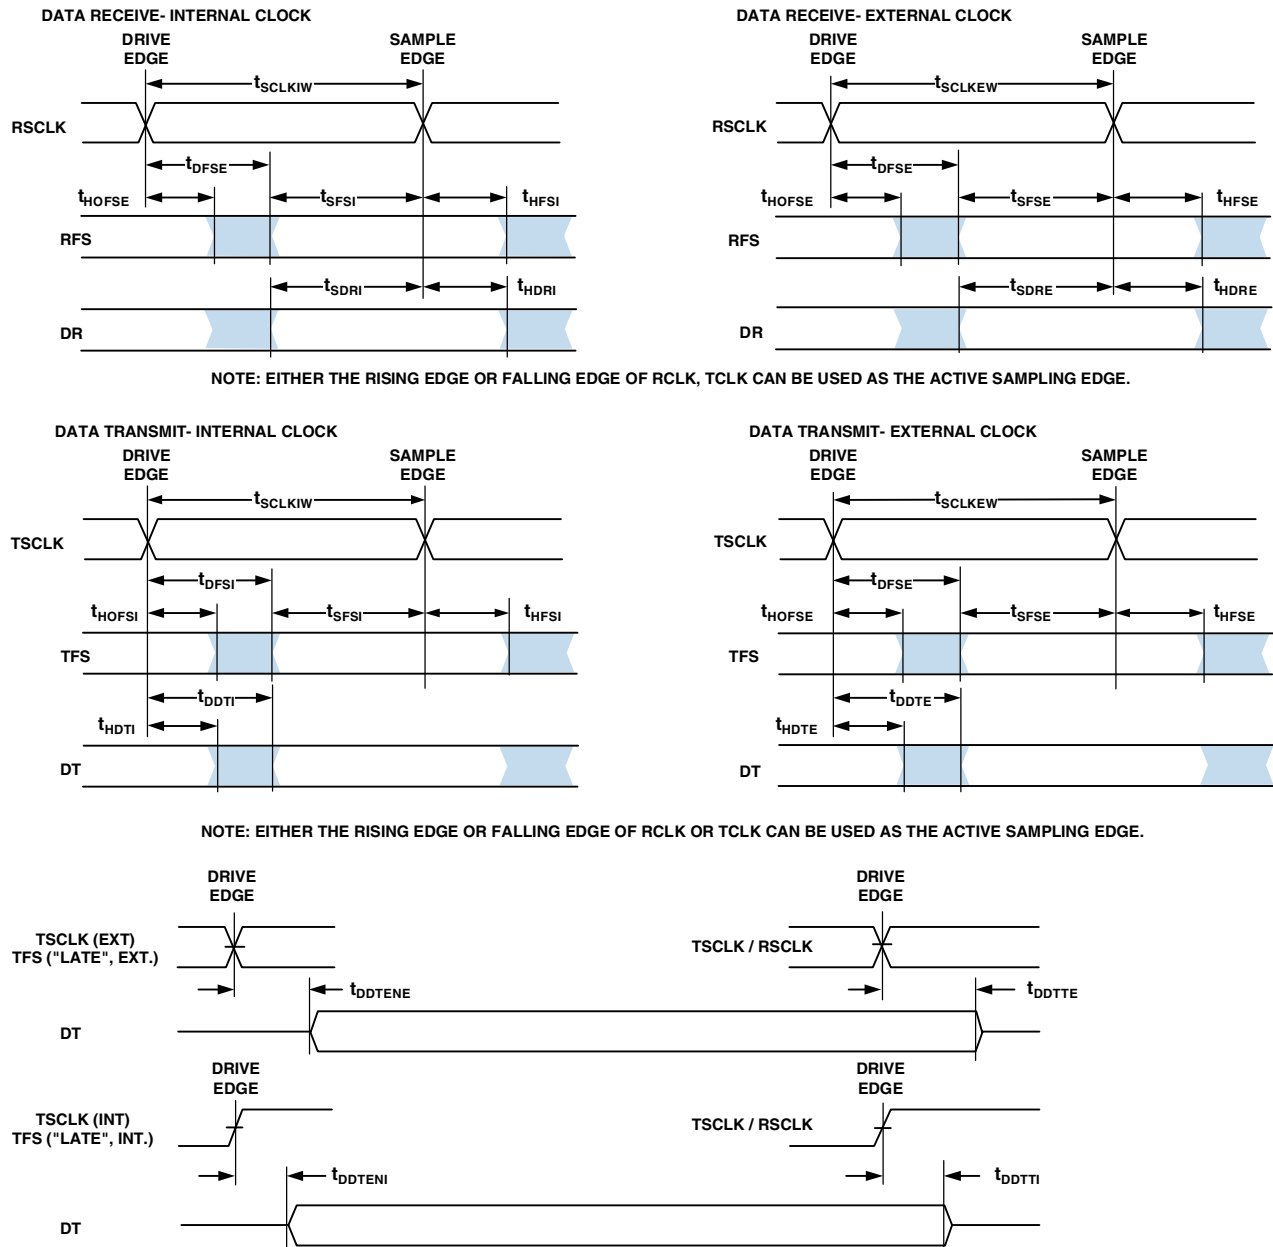 DATA RECEIVE- INTERNAL CLOCK
DRIVE
EDGE
SAMPLE
EDGE
tSCLKIW
RSCLK
tDFSE
tHOFSE
tSFSI
tHFSI
RFS
tSDRI
tHDRI
DR
DATA RECEIVE- EXTERNAL CLOCK
DRIVE
EDGE
SAMPLE
EDGE
tSCLKEW
RSCLK
tDFSE
tHOFSE
tSFSE
tHFSE
RFS
tSDRE
tHDRE
DR
NOTE: EITHER THE RISING EDGE OR FALLING EDGE OF RCLK, TCLK CAN BE USED AS THE ACTIVE SAMPLING EDGE.
DATA TRANSMIT- INTERNAL CLOCK
DRIVE
EDGE
SAMPLE
EDGE
tSCLKIW
TSCLK
tDFSI
tHOFSI
tSFSI
tHFSI
TFS
tDDTI
tHDTI
DT
DATA TRANSMIT- EXTERNAL CLOCK
DRIVE
EDGE
SAMPLE
EDGE
tSCLKEW
TSCLK
tDFSE
tHOFSE
tSFSE
tHFSE
TFS
tDDTE
tHDTE
DT
NOTE: EITHER THE RISING EDGE OR FALLING EDGE OF RCLK OR TCLK CAN BE USED AS THE ACTIVE SAMPLING EDGE.
DRIVE
EDGE
DRIVE
EDGE
TSCLK (EXT)
TFS ("LATE", EXT.)
TSCLK / RSCLK
tDDTENE
tDDTTE
DT
DRIVE
EDGE
DRIVE
EDGE
TSCLK (INT)
TFS ("LATE", INT.)
TSCLK / RSCLK
tDDTENI
tDDTTI
DT